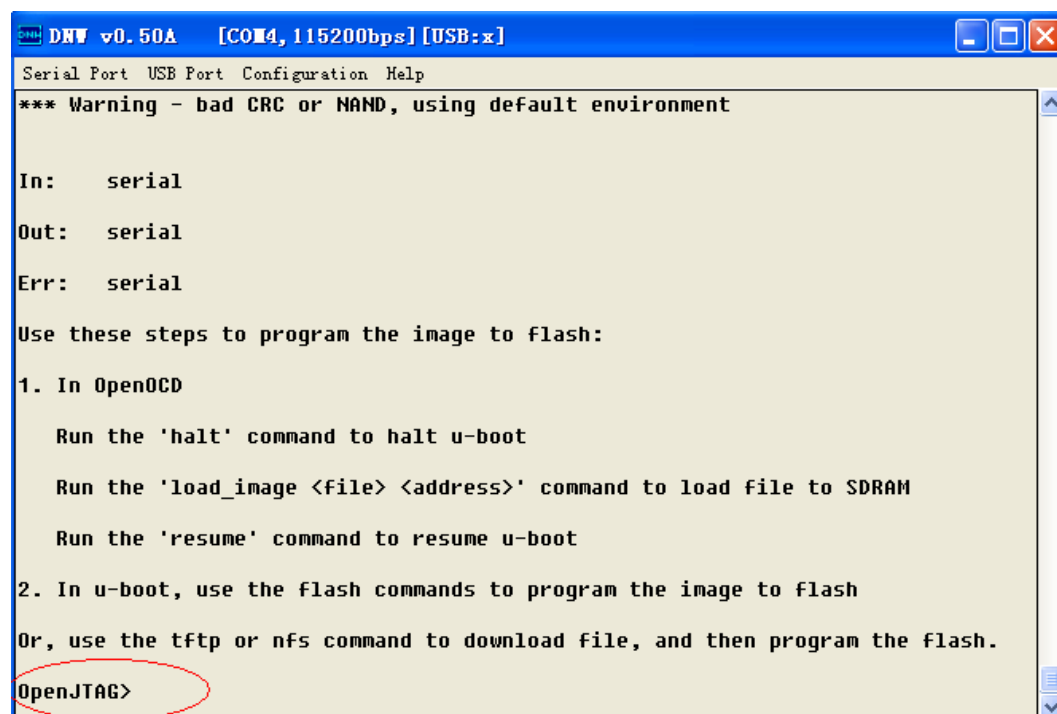 DNW v0.50A [COM4,115200bps][USB:x]
Serial Port USB Port Configuration Help
*** Warning - bad CRC or NAND, using default environment
In: serial
Out: serial
Err: serial
Use these steps to program the image to flash:
1. In OpenOCD
Run the 'halt' command to halt u-boot
Run the 'load_image <file> <address>' command to load file to SDRAM
Run the 'resume' command to resume u-boot
2. In u-boot, use the flash commands to program the image to flash
Or, use the tftp or nfs command to download file, and then program the flash.
OpenJTAG>